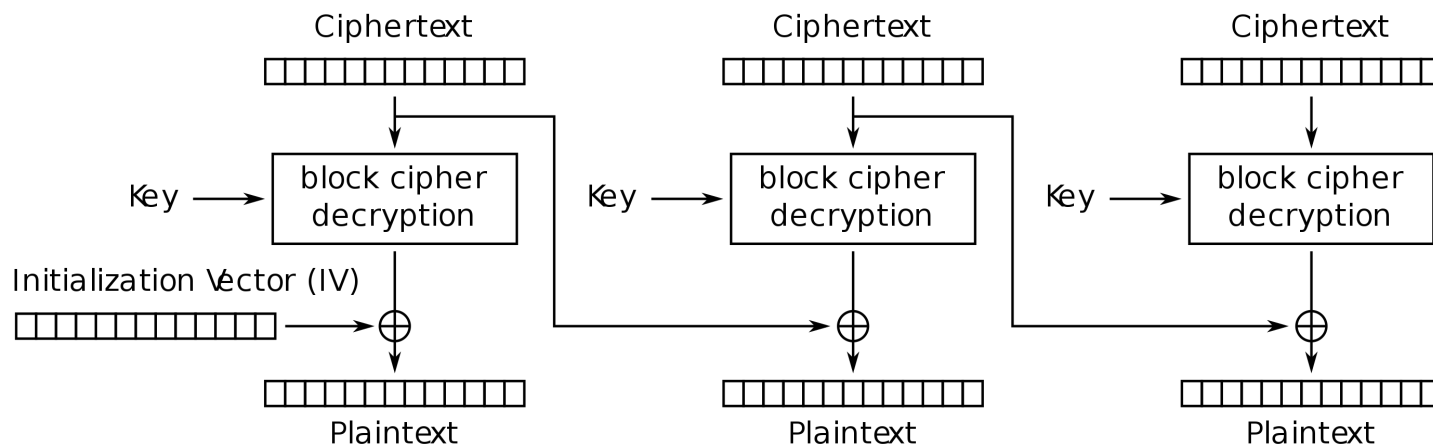 Ciphertext
Ciphertext
Ciphertext
Key
block cipher
decryption
Key
block cipher
decryption
Key
block cipher
decryption
Initialization Vector (IV)
Plaintext
Plaintext
Plaintext